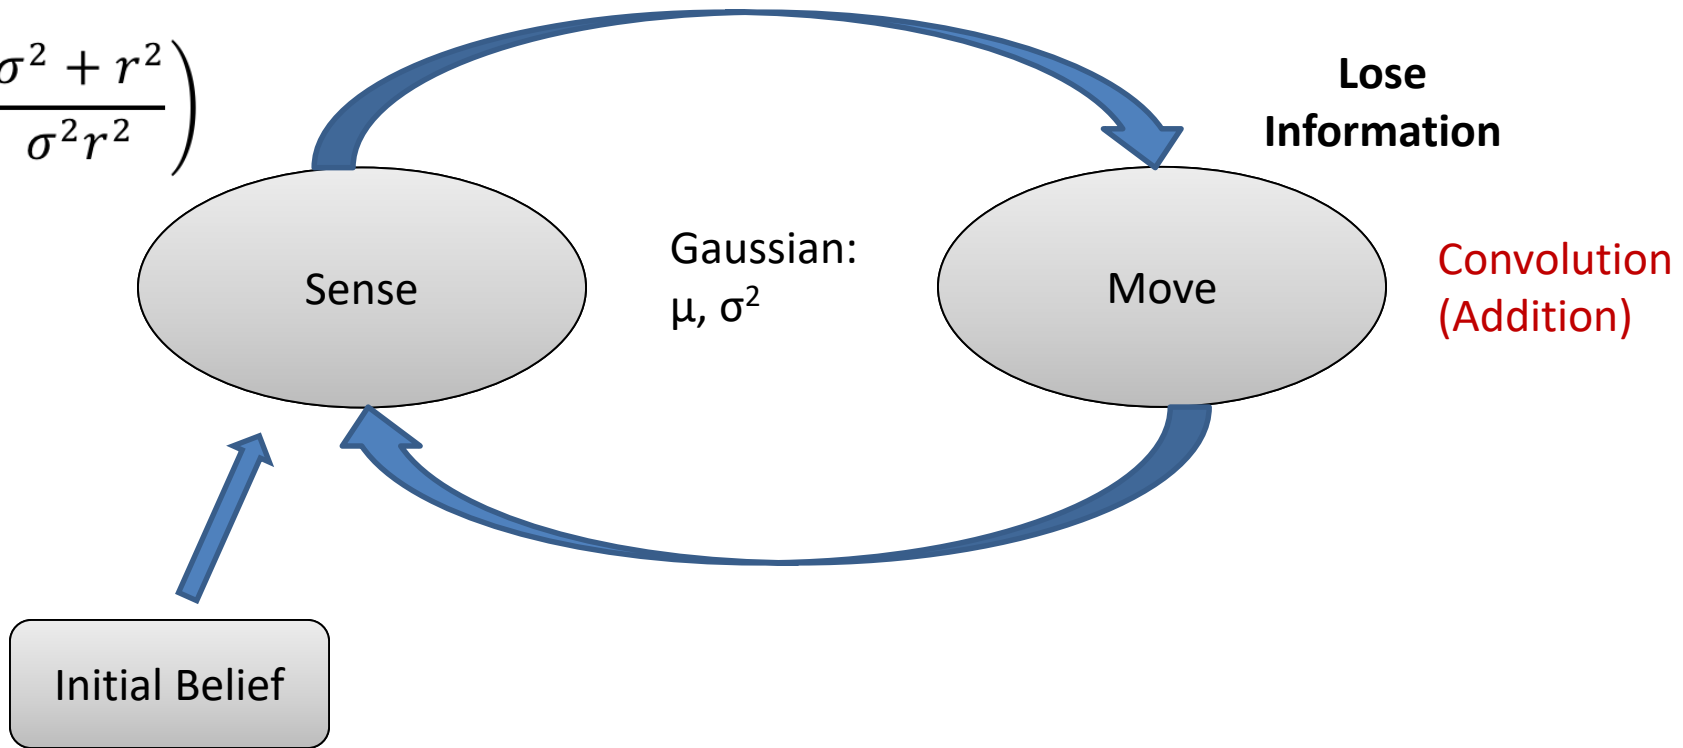 σ² + r²
σ²r²
)
Lose
Information
Sense
Gaussian:
μ, σ²
Move
Convolution
(Addition)
Initial Belief